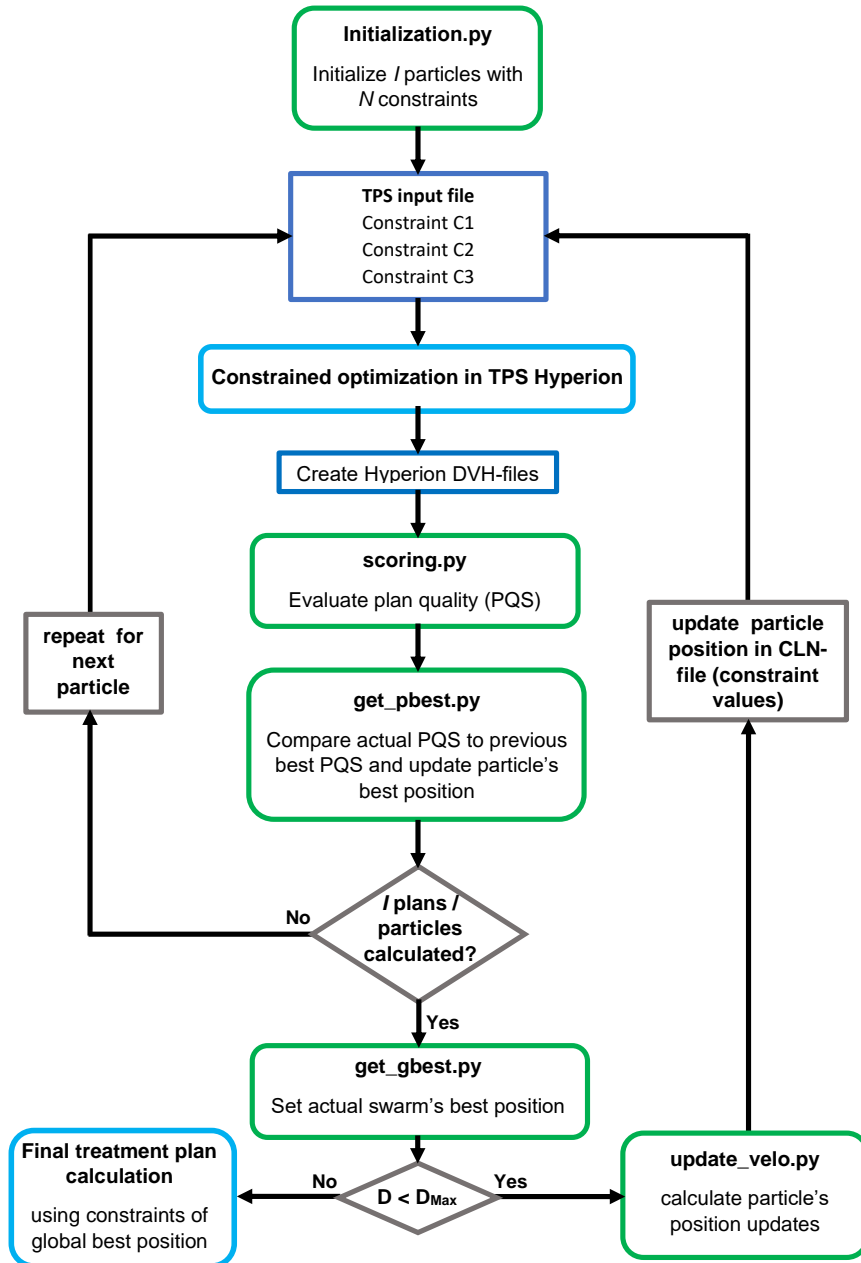 Initialization.py
Initialize I particles with
N constraints
TPS input file
Constraint C1
Constraint C2
Constraint C3
Constrained optimization in TPS Hyperion
Create Hyperion DVH-files
scoring.py
Evaluate plan quality (PQS)
repeat for
next
particle
update particle
position in CLN-
file (constraint
values)
get_pbest.py
Compare actual PQS to previous
best PQS and update particle’s
best position
No
I plans /
particles
calculated?
Yes
get_gbest.py
Set actual swarm’s best position
Final treatment plan
calculation
using constraints of
global best position
No
D < DMax
Yes
update_velo.py
calculate particle’s
position updates